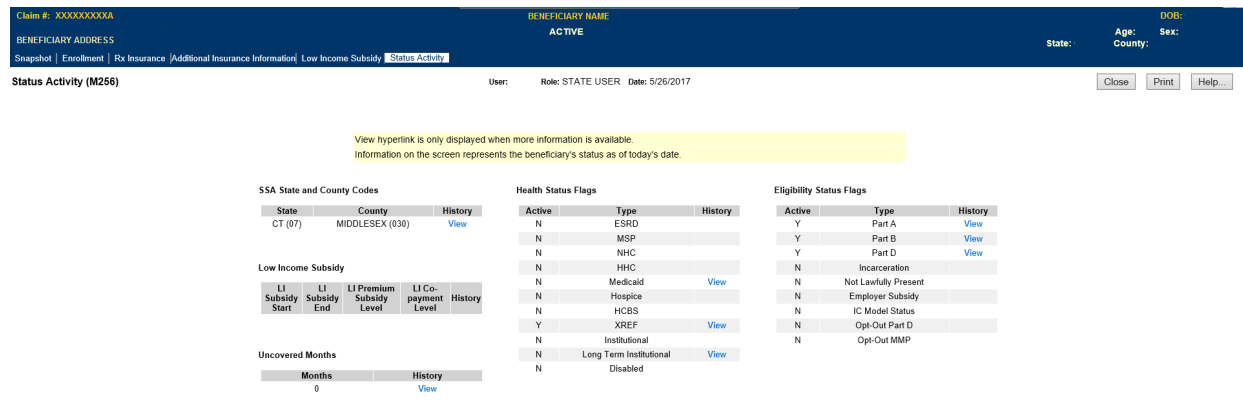 Claim #: XXXXXXXXXA BENEFICIARY NAME DOB:
ACTIVE Age: Sex:
BENEFICIARY ADDRESS State: County:
Snapshot | Enrollment | Rx Insurance |Additional Insurance Information| Low Income Subsidy | Status Activity
Status Activity (M256) User: Role: STATE USER Date: 5/26/2017 Close Print Help...
View hyperlink is only displayed when more information is available.
Information on the screen represents the beneficiary's status as of today's date.
SSA State and County Codes
State County History
CT (07) MIDDLESEX (030) View
Low Income Subsidy
LI Subsidy Start LI Subsidy End LI Premium Subsidy Level LI Co-payment Level History
Uncovered Months
Months History
0 View
Health Status Flags
Active Type History
N ESRD
N MSP
N NHC
N HHC
N Medicaid View
N Hospice
N HCBS
Y XREF View
N Institutional
N Long Term Institutional View
N Disabled
Eligibility Status Flags
Active Type History
Y Part A View
Y Part B View
Y Part D View
N Incarceration
N Not Lawfully Present
N Employer Subsidy
N IC Model Status
N Opt-Out Part D
N Opt-Out MMP